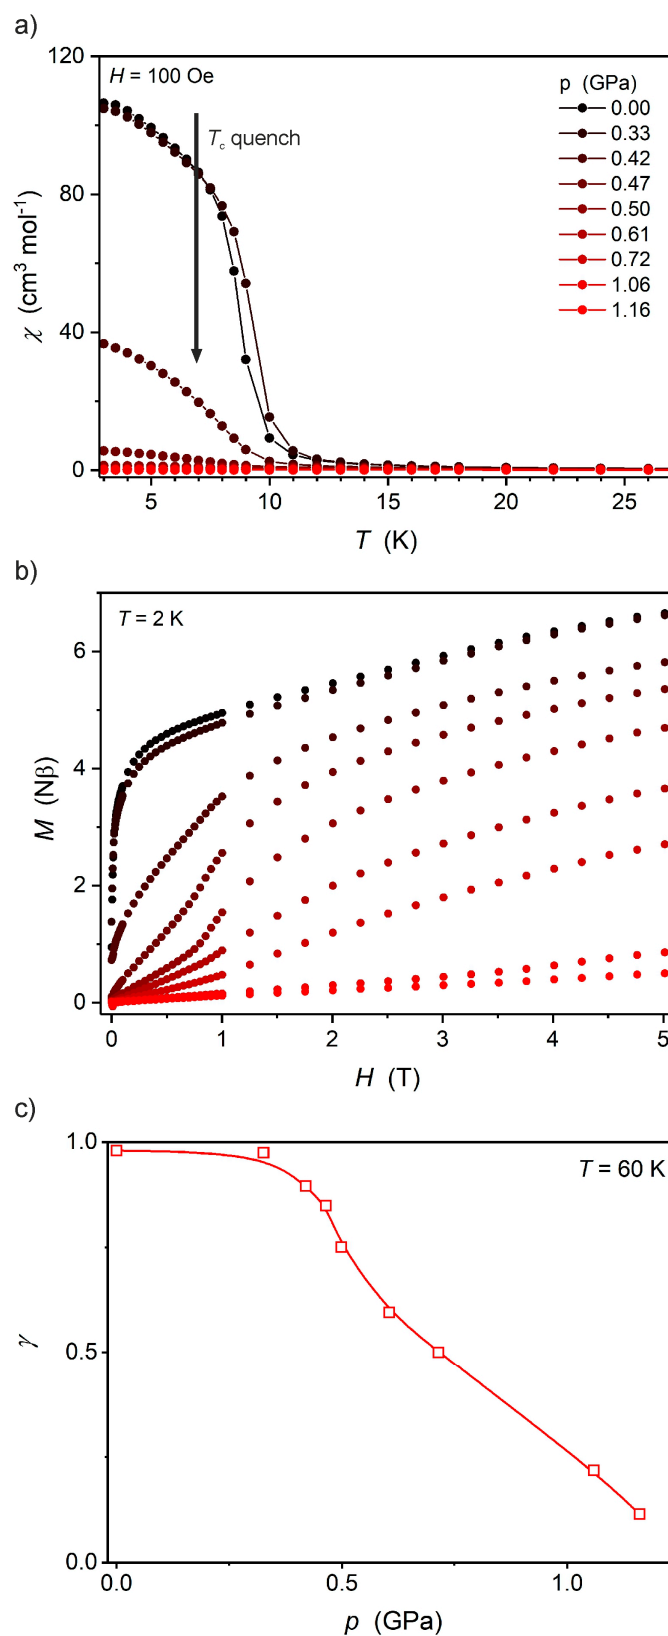 a)
120
H = 100 Oe
p (GPa)
0.00
0.33
0.42
0.47
0.50
0.61
0.72
1.06
1.16
Tc quench
80
40
0
χ (cm³ mol⁻¹)
5
10
15
20
25
T (K)
b)
T = 2 K
6
4
2
0
M (Nβ)
0
1
2
3
4
5
H (T)
c)
1.0
T = 60 K
0.5
0.0
γ
0.0
0.5
1.0
p (GPa)